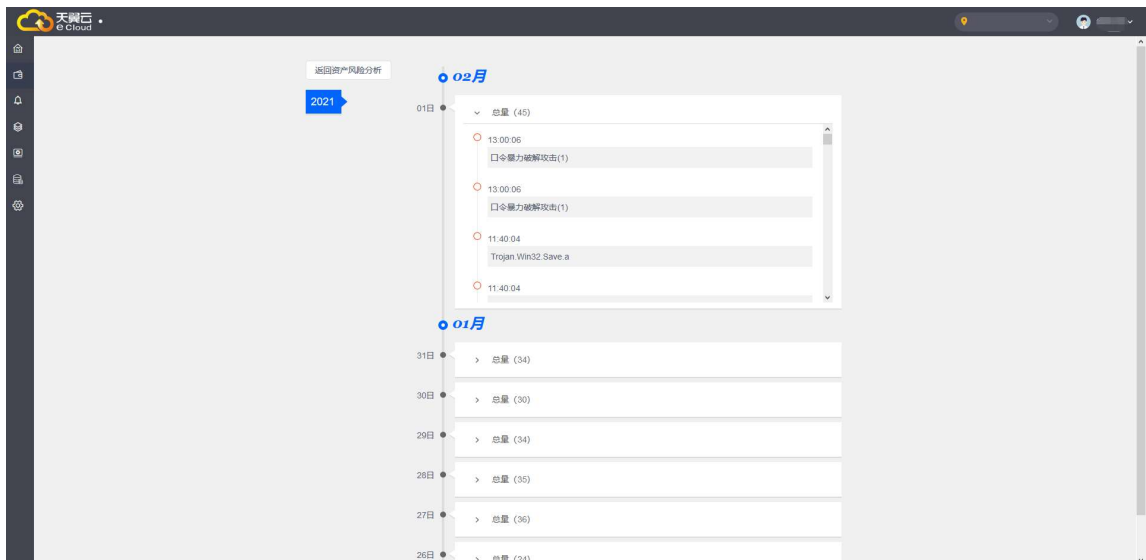 天翼云
e Cloud
返回资产风险分析
2021
02月
01日
总量 (45)
13:00:06
口令暴力破解攻击(1)
13:00:06
口令暴力破解攻击(1)
11:40:04
Trojan.Win32.Save.a
11:40:04
01月
31日
总量 (34)
30日
总量 (30)
29日
总量 (34)
28日
总量 (35)
27日
总量 (36)
26日
总量 (24)